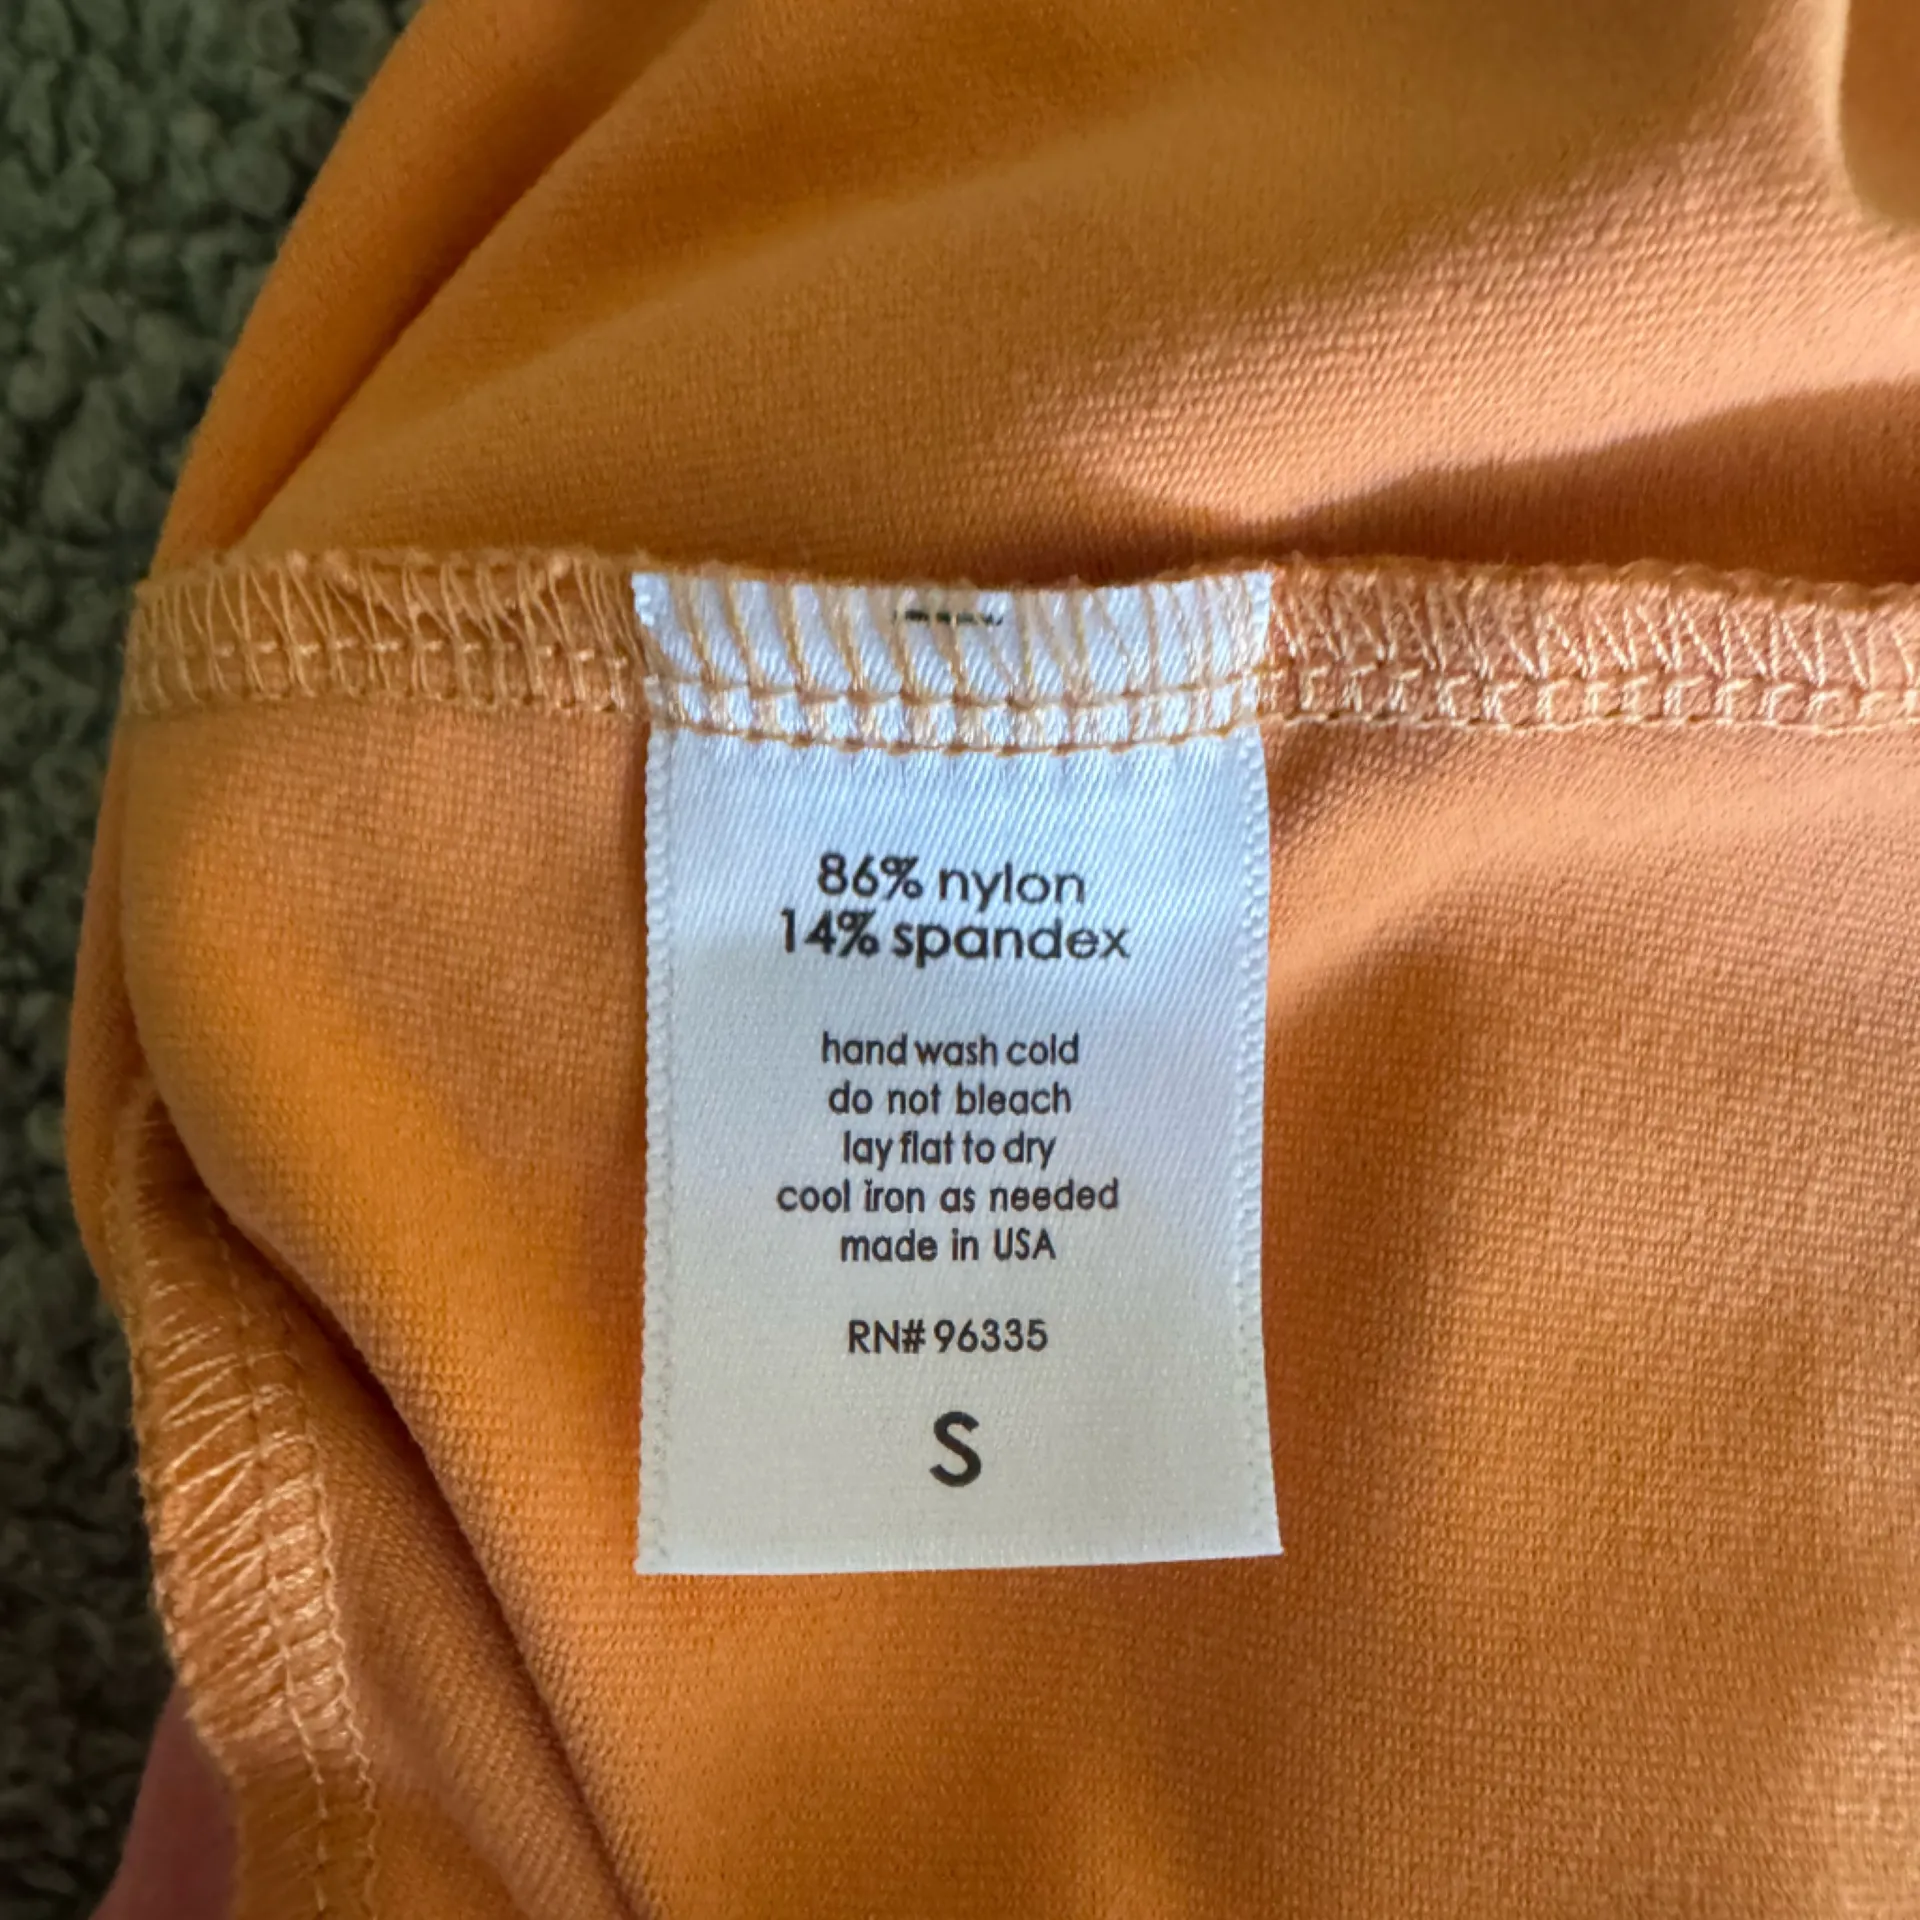 86% nylon
14% spandex
hand wash cold
do not bleach
lay flat to dry
cool iron as needed
made in USA
RN# 96335
S